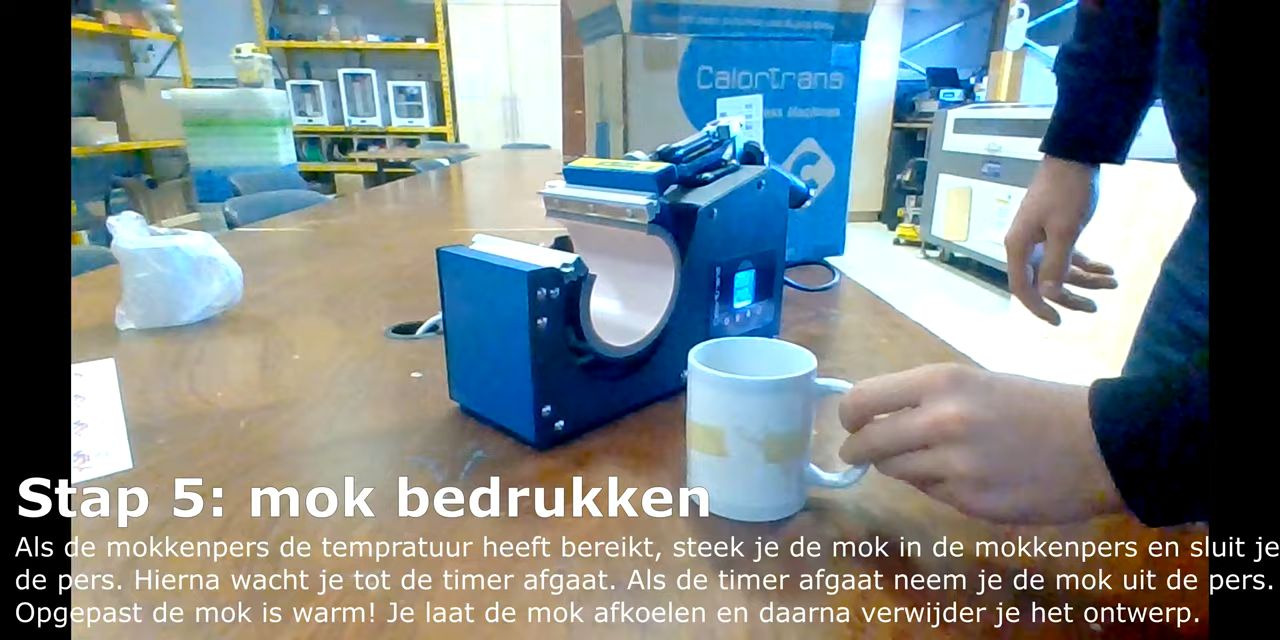 Calortrans
Stap 5: mok bedrukken
Als de mokkenpers de tempratuur heeft bereikt, steek je de mok in de mokkenpers en sluit je
de pers. Hierna wacht je tot de timer afgaat. Als de timer afgaat neem je de mok uit de pers.
Opgepast de mok is warm! Je laat de mok afkoelen en daarna verwijder je het ontwerp.